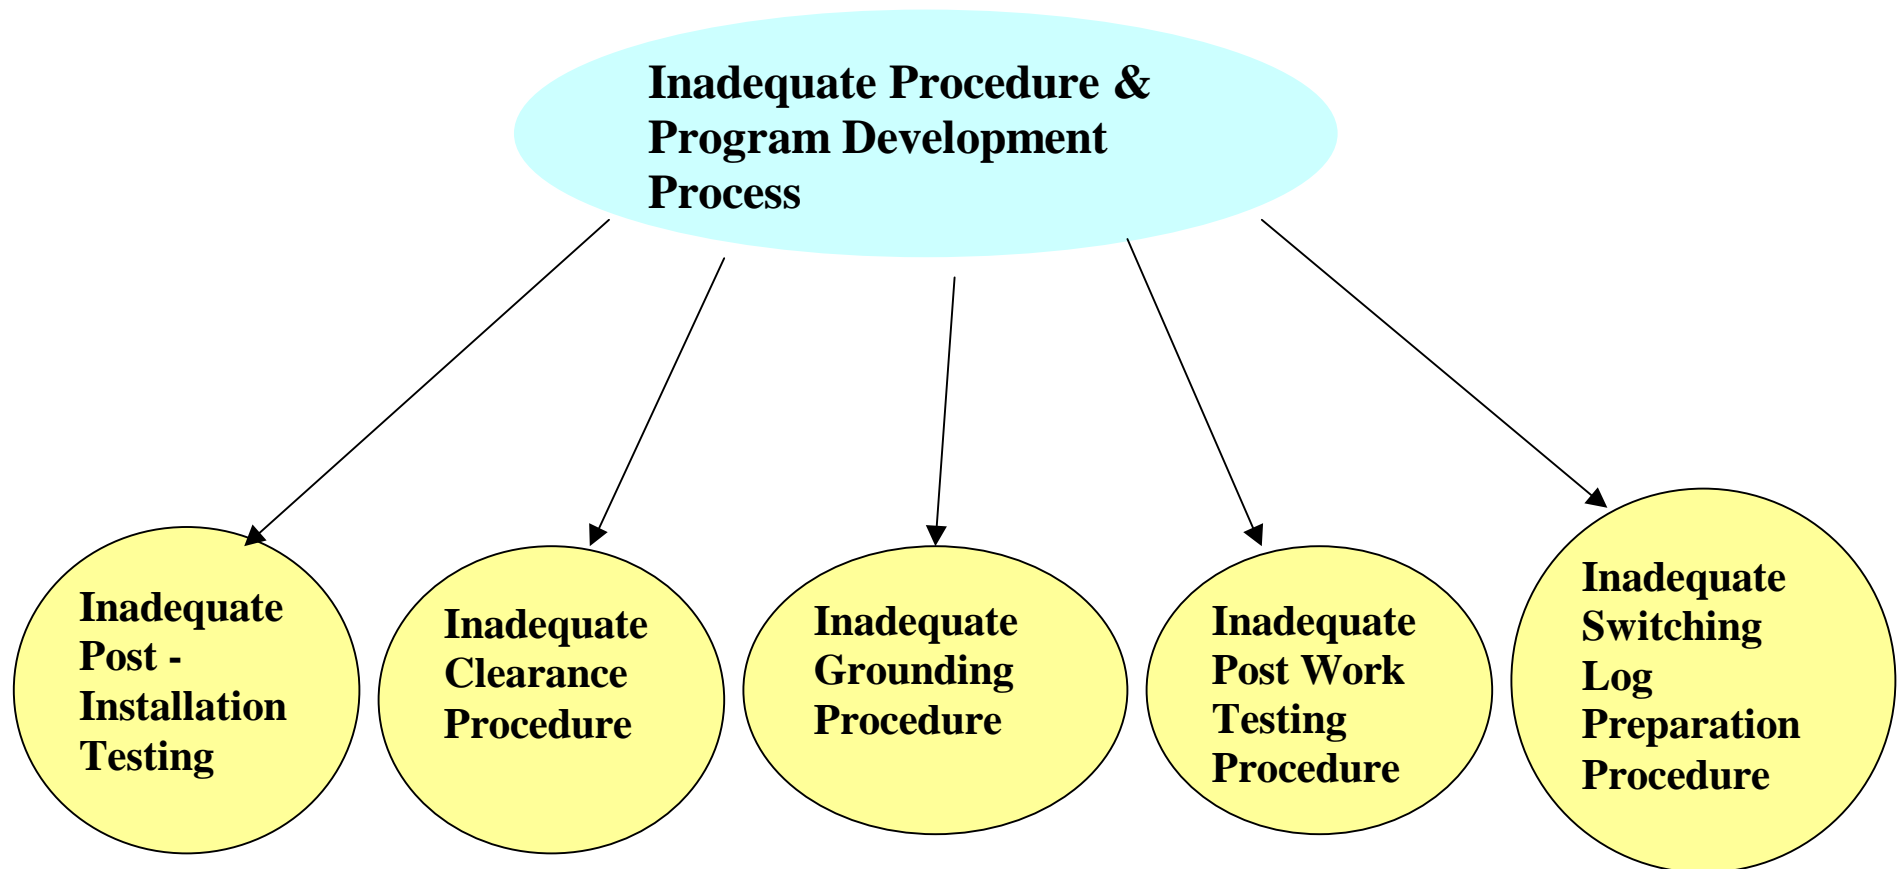 Inadequate Procedure &
Program Development
Process
Inadequate
Post -
Installation
Testing
Inadequate
Clearance
Procedure
Inadequate
Grounding
Procedure
Inadequate
Post Work
Testing
Procedure
Inadequate
Switching
Log
Preparation
Procedure